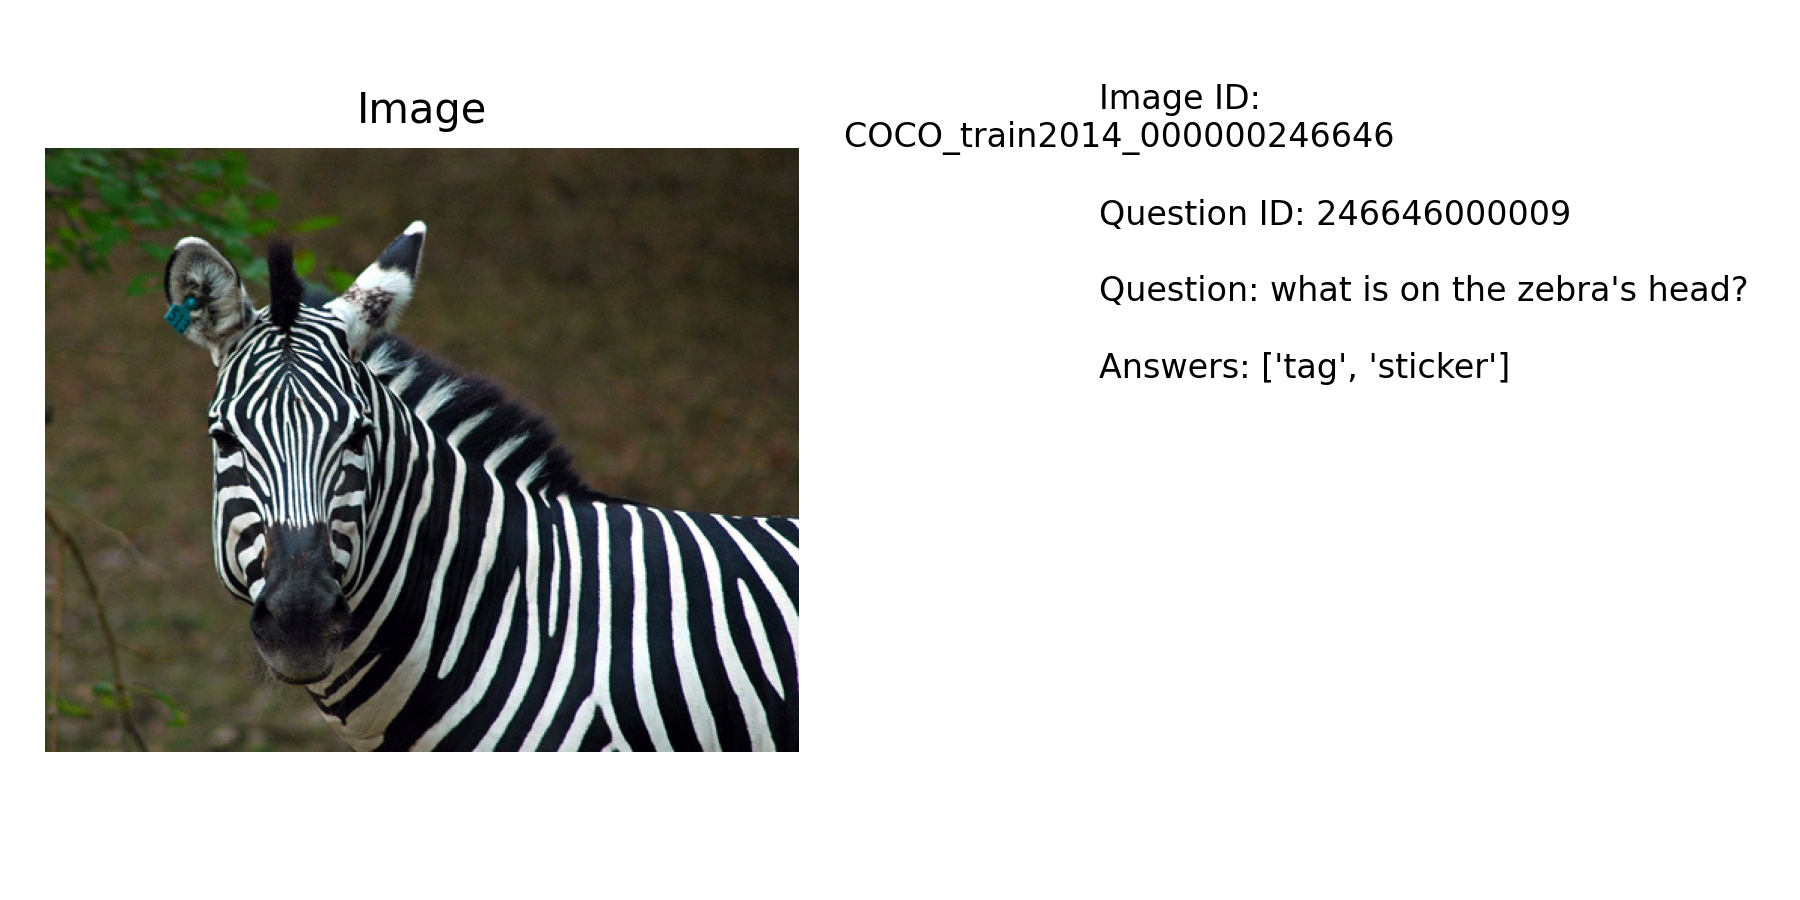 Image
Image ID:
COCO_train2014_000000246646
Question ID: 246646000009
Question: what is on the zebra's head?
Answers: ['tag', 'sticker']